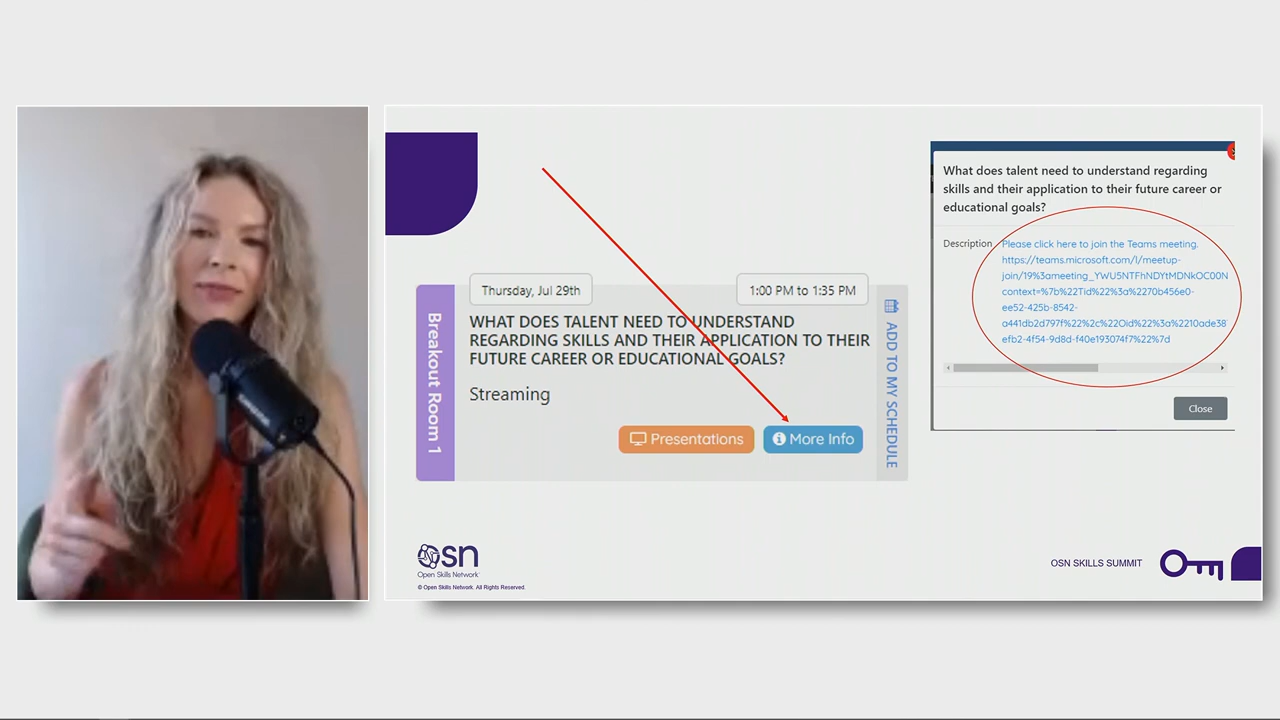 Thursday, Jul 29th
1:00 PM to 1:35 PM
Breakout Room 1
WHAT DOES TALENT NEED TO UNDERSTAND
REGARDING SKILLS AND THEIR APPLICATION TO THEIR
FUTURE CAREER OR EDUCATIONAL GOALS?
Streaming
Presentations
More Info
ADD TO MY SCHEDULE
What does talent need to understand regarding
skills and their application to their future career or
educational goals?
Description
Please click here to join the Teams meeting.
https://teams.microsoft.com/l/meetup-
join/19%3ameeting_YWU5NTFhNDYtMDNkOC00N
context=%7b%22Tid%22%3a%2270b456e0-
ee52-425b-8542-
a441db2d797f%22%2c%22Oid%22%3a%2210ade38
efb2-4f54-9d8d-f40e193074f7%22%7d
Close
osn
Open Skills Network
© Open Skills Network. All Rights Reserved.
OSN SKILLS SUMMIT